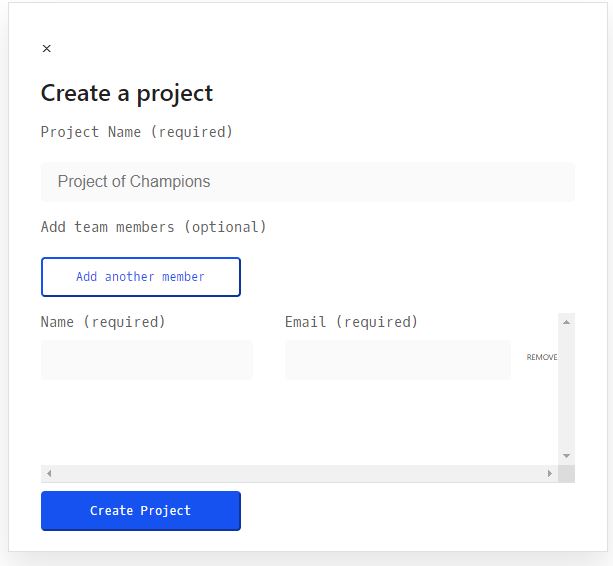 ×
Create a project
Project Name (required)
Project of Champions
Add team members (optional)
Add another member
Name (required) Email (required)
REMOVE
Create Project